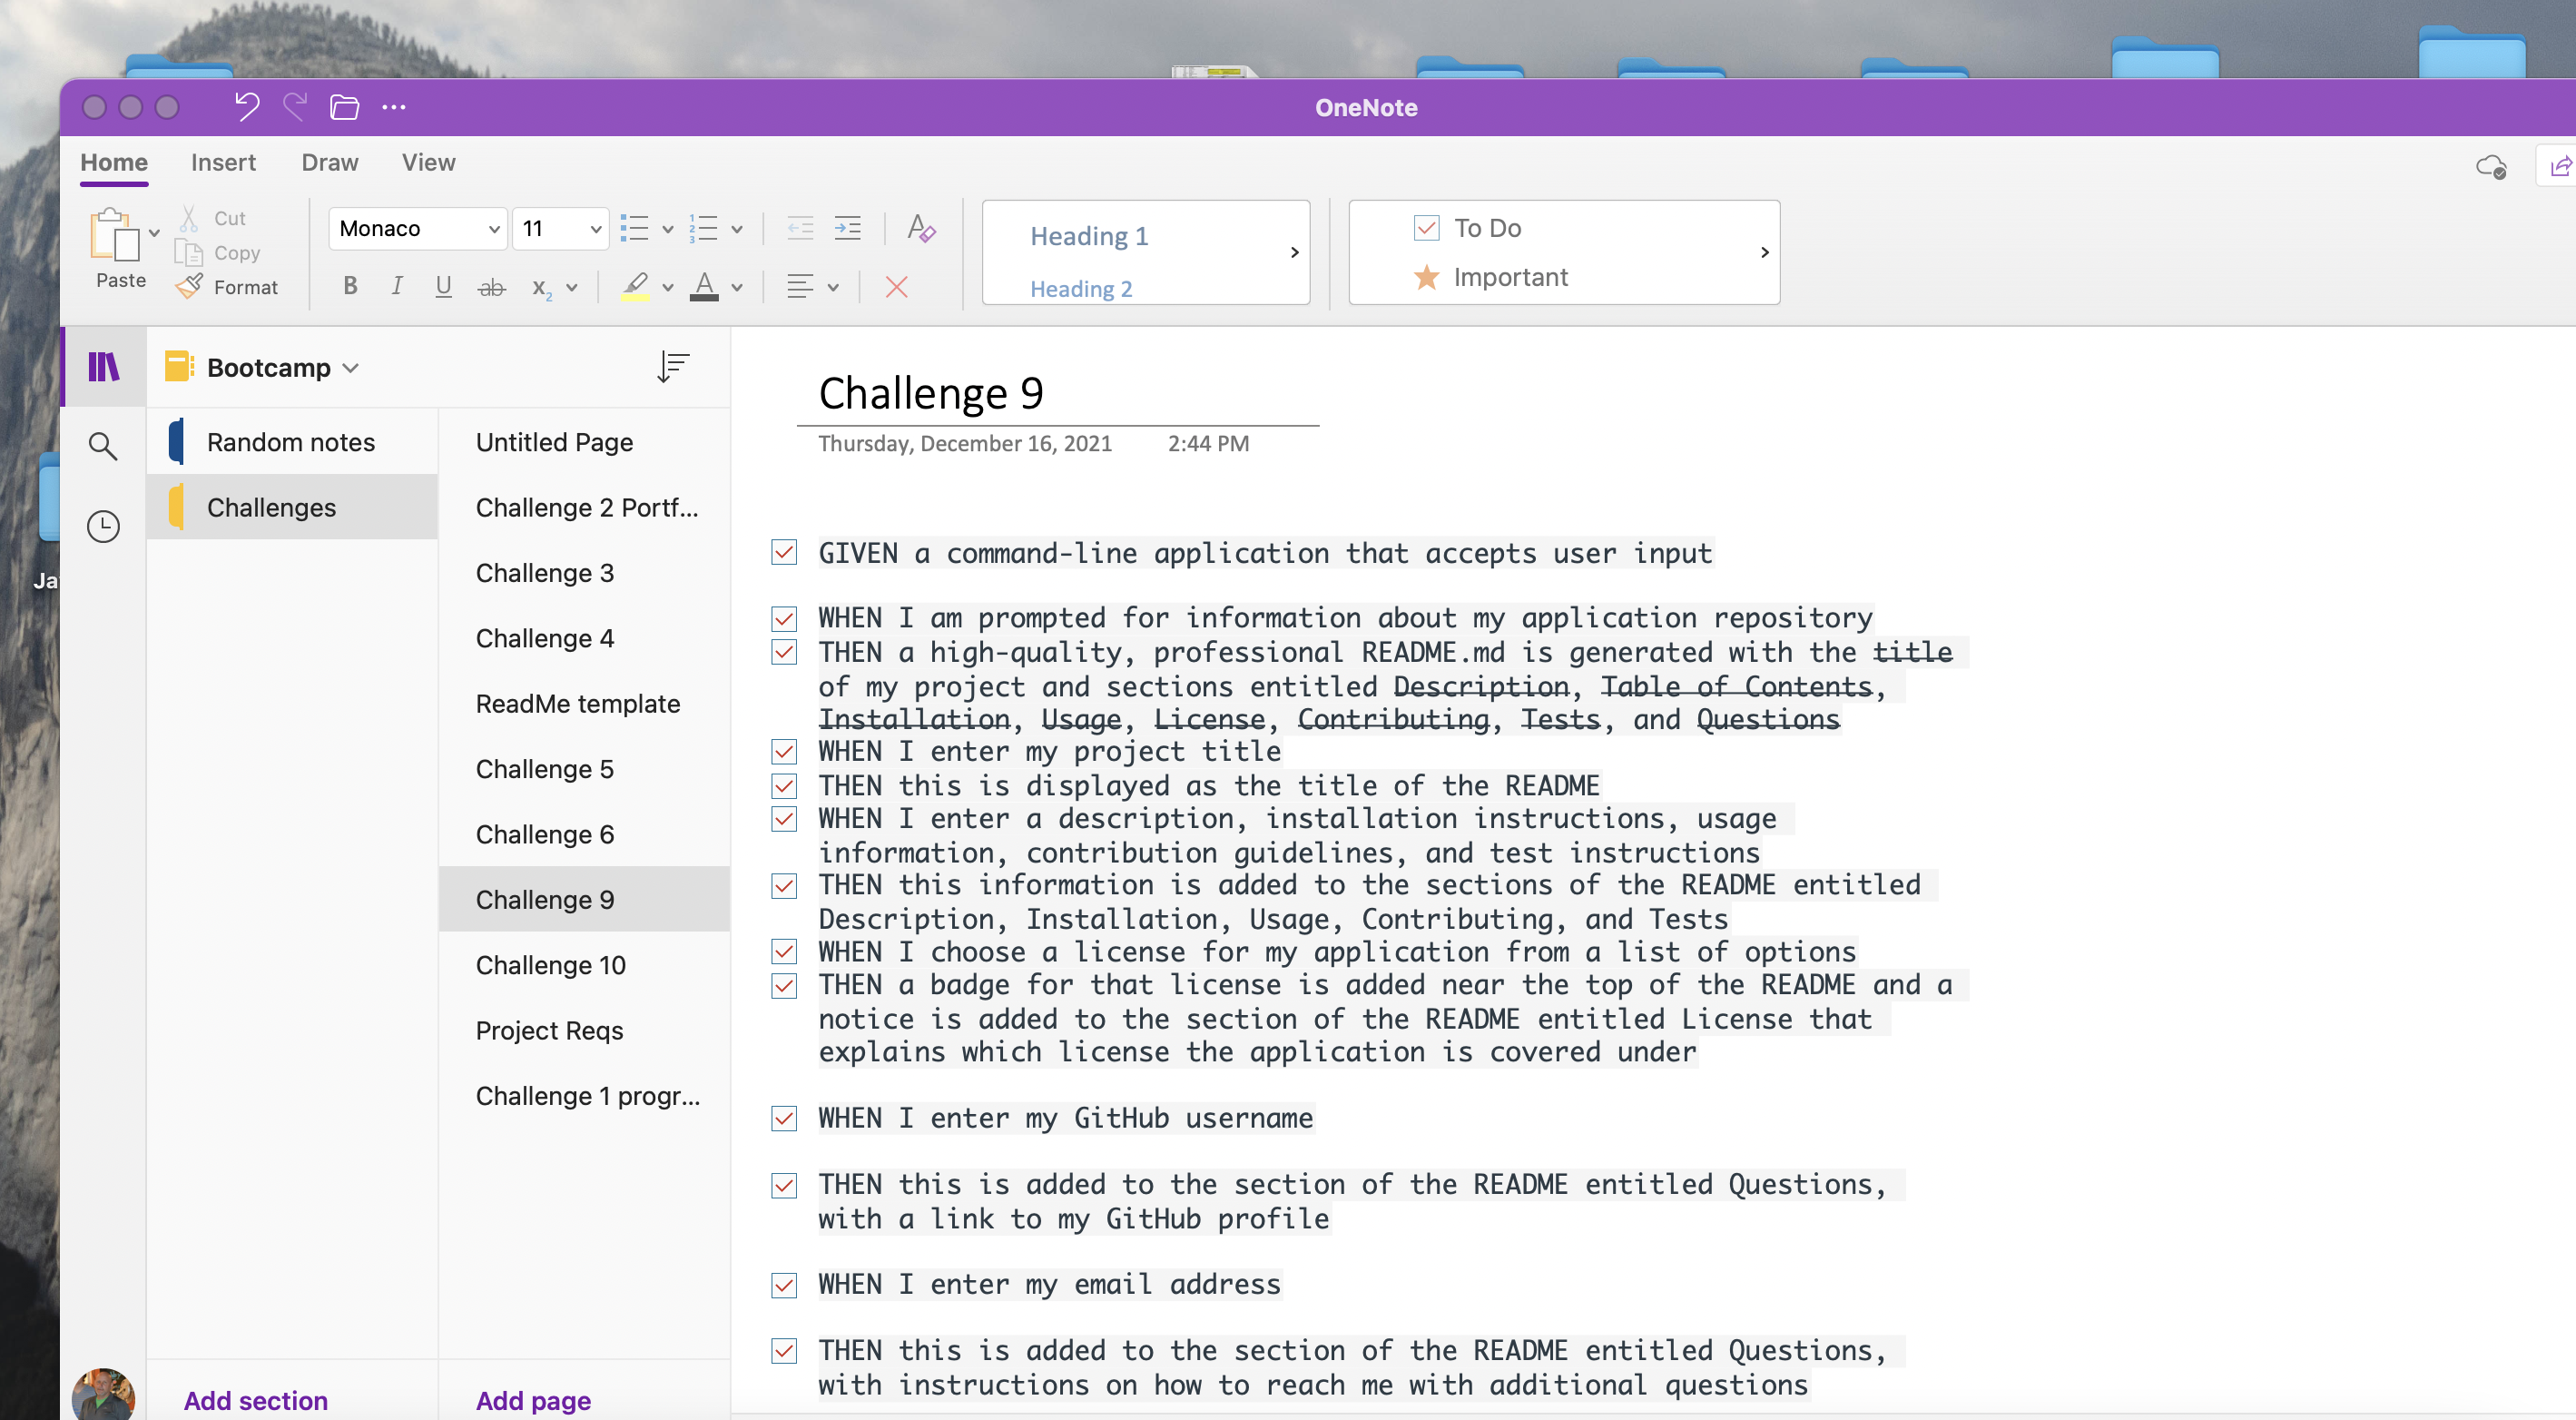 OneNote
Home Insert Draw View
Paste
Cut
Copy
Format
Monaco 11
B I U ab x2
A
Heading 1
Heading 2
To Do
Important
Bootcamp
Random notes
Challenges
Untitled Page
Challenge 2 Portf...
Challenge 3
Challenge 4
ReadMe template
Challenge 5
Challenge 6
Challenge 9
Challenge 10
Project Reqs
Challenge 1 progr...
Add section
Add page
Ja
Challenge 9
Thursday, December 16, 2021 2:44 PM
GIVEN a command-line application that accepts user input
WHEN I am prompted for information about my application repository
THEN a high-quality, professional README.md is generated with the title
of my project and sections entitled Description, Table of Contents,
Installation, Usage, License, Contributing, Tests, and Questions
WHEN I enter my project title
THEN this is displayed as the title of the README
WHEN I enter a description, installation instructions, usage
information, contribution guidelines, and test instructions
THEN this information is added to the sections of the README entitled
Description, Installation, Usage, Contributing, and Tests
WHEN I choose a license for my application from a list of options
THEN a badge for that license is added near the top of the README and a
notice is added to the section of the README entitled License that
explains which license the application is covered under
WHEN I enter my GitHub username
THEN this is added to the section of the README entitled Questions,
with a link to my GitHub profile
WHEN I enter my email address
THEN this is added to the section of the README entitled Questions,
with instructions on how to reach me with additional questions